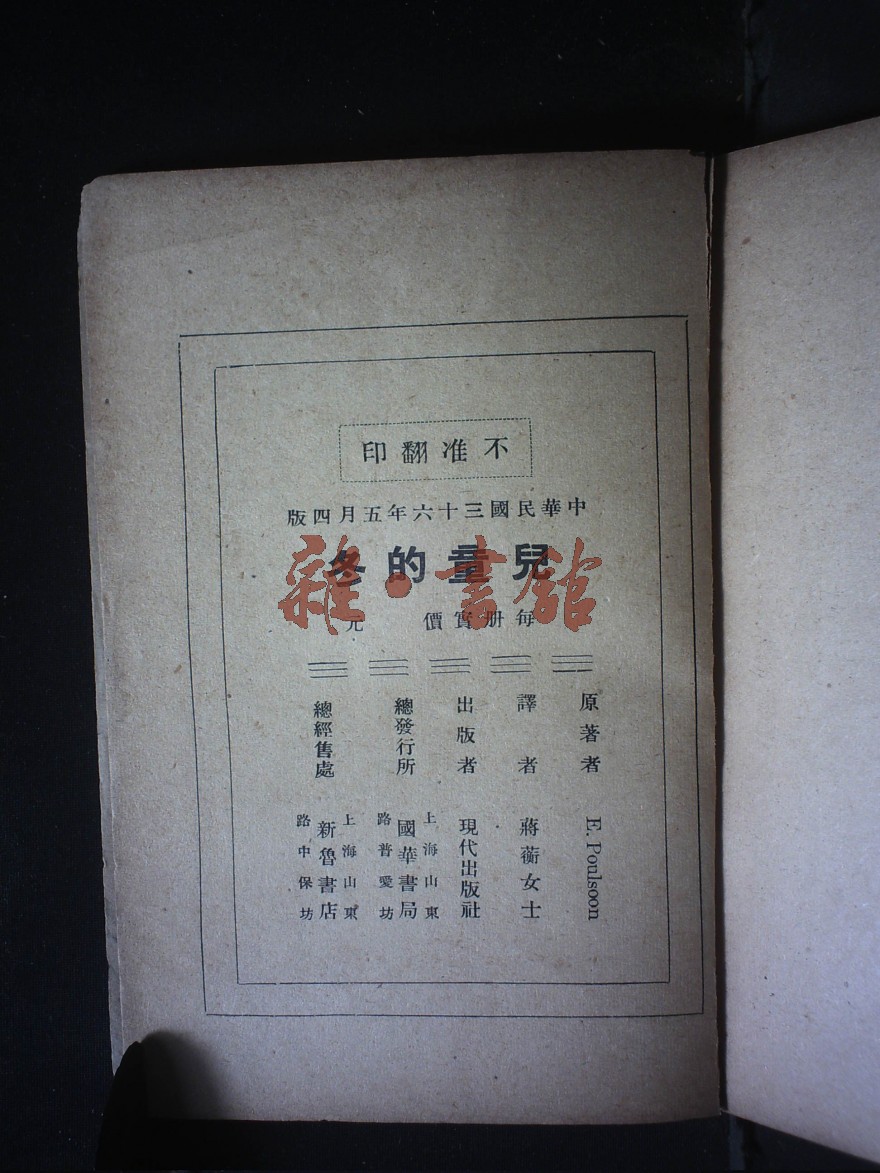 不准翻印
中華民國三十六年五月四版
兒童的冬
每册實價 元
原著者 E. Poulsoon
譯者 蔣蘅女士
出版者 現代出版社
總發行所 國華書局
上海山東
路普愛坊
總經售處 新魯書店
上海山東
路中保坊
雜·書館